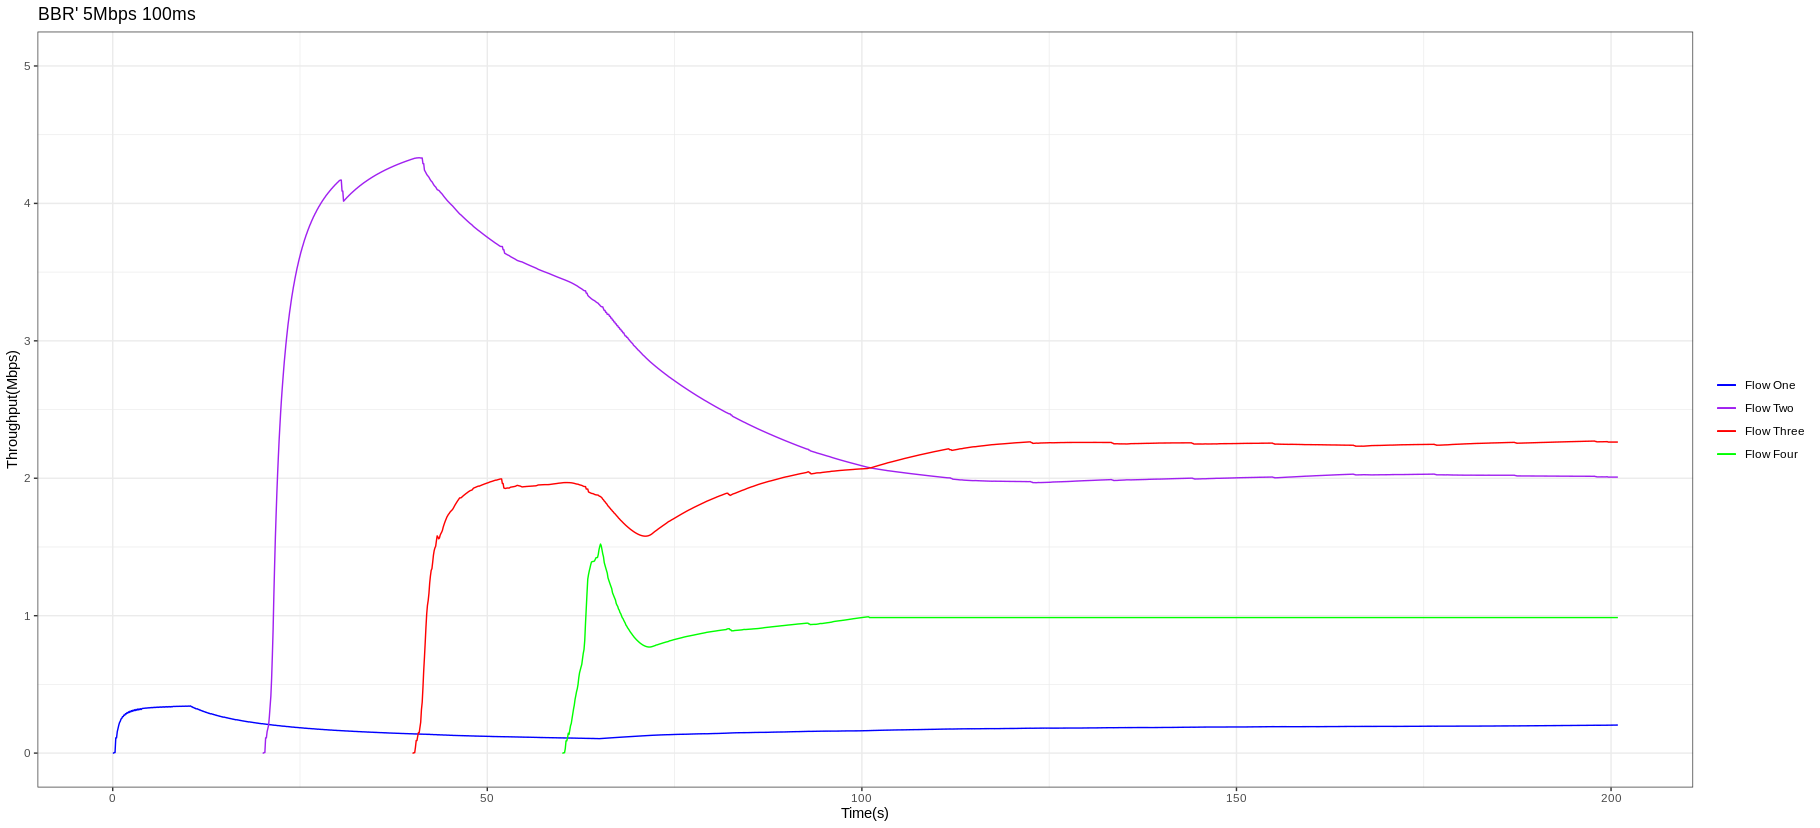 BBR' 5Mbps 100ms
Throughput(Mbps)
5
4
3
2
1
0
0 50 100 150 200
Time(s)
Flow One
Flow Two
Flow Three
Flow Four